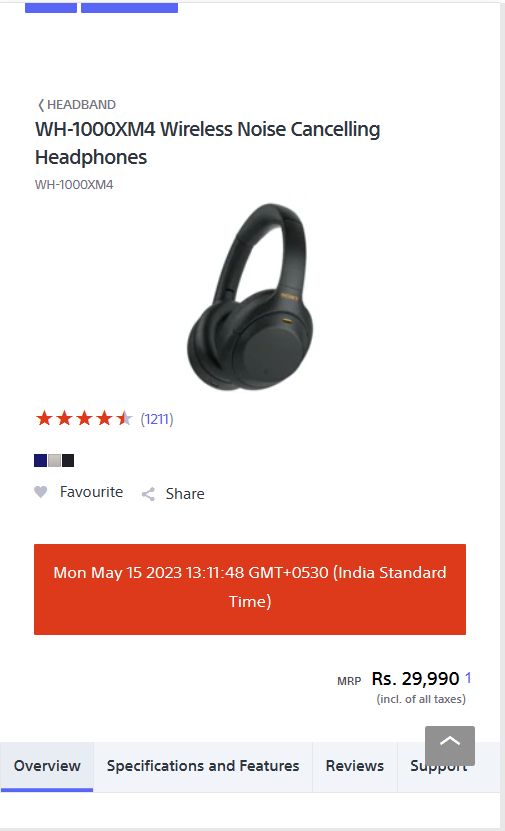 HEADBAND
WH-1000XM4 Wireless Noise Cancelling
Headphones
WH-1000XM4
SONY
(1211)
Favourite
Share
Mon May 15 2023 13:11:48 GMT+0530 (India Standard
Time)
MRP Rs. 29,990 1
(incl. of all taxes)
Overview Specifications and Features Reviews Support